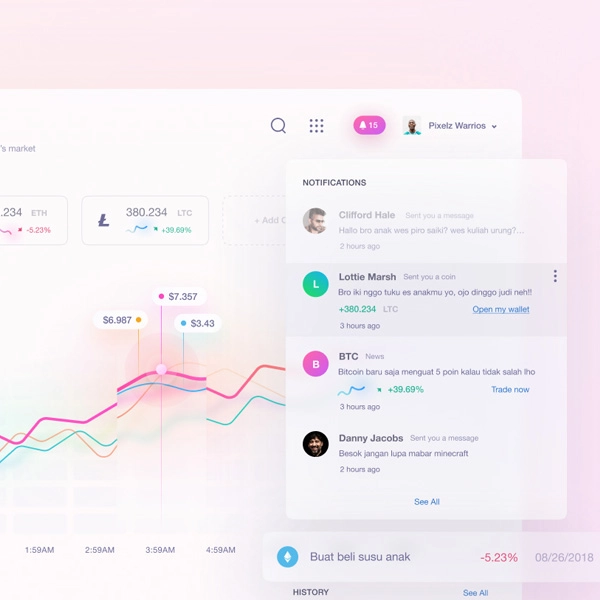 15
Pixelz Warrios
's market
NOTIFICATIONS
.234 ETH
-5.23%
380.234 LTC
+39.69%
+ Add C
Clifford Hale Sent you a message
Hallo bro anak wes piro saiki? wes kuliah urung?...
2 hours ago
L
Lottie Marsh Sent you a coin
Bro iki nggo tuku es anakmu yo, ojo dinggo judi neh!!
+380.234 LTC Open my wallet
3 hours ago
$7.357
$6.987
$3.43
B
BTC News
Bitcoin baru saja menguat 5 poin kalau tidak salah lho
+39.69% Trade now
3 hours ago
Danny Jacobs Sent you a message
Besok jangan lupa mabar minecraft
2 hours ago
See All
1:59AM 2:59AM 3:59AM 4:59AM
Buat beli susu anak -5.23% 08/26/2018
HISTORY See All